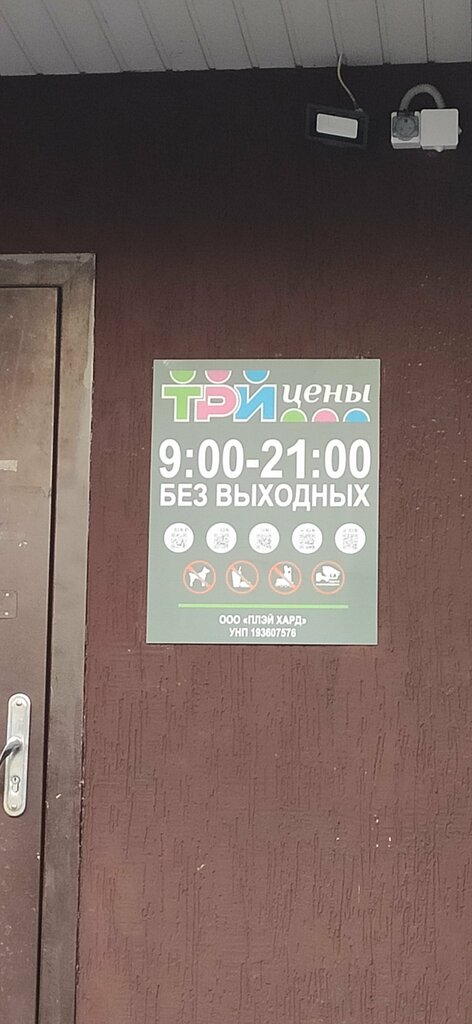 ТРИ цены
9:00-21:00
БЕЗ ВЫХОДНЫХ
ООО «ПЛЭЙ ХАРД»
УНП 193607576